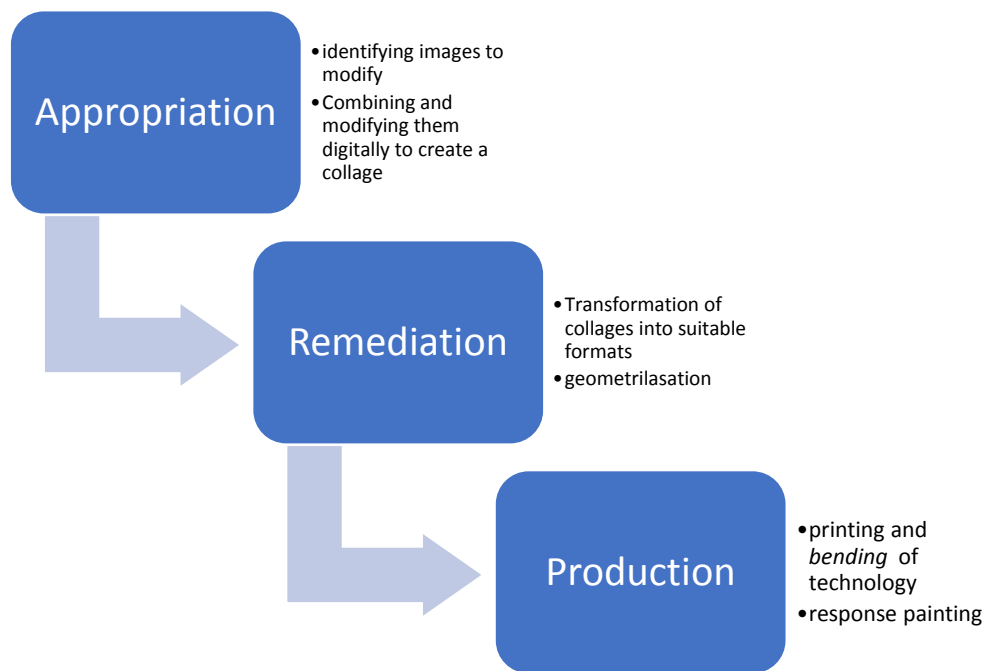 Appropriation
•identifying images to
modify
•Combining and
modifying them
digitally to create a
collage
Remediation
•Transformation of
collages into suitable
formats
•geometrilasation
Production
•printing and
bending of
technology
•response painting